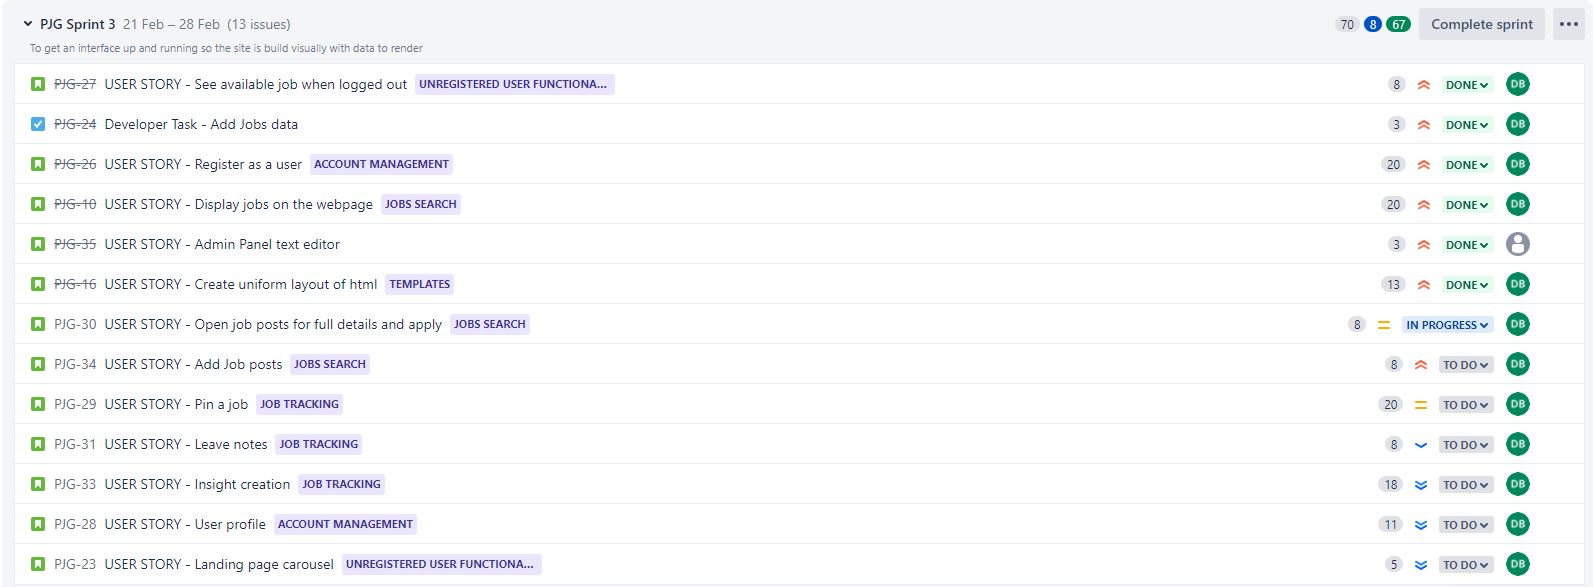 PJG Sprint 3 21 Feb – 28 Feb (13 issues) 70 8 67 Complete sprint
To get an interface up and running so the site is build visually with data to render
PJG-27 USER STORY - See available job when logged out UNREGISTERED USER FUNCTIONA... 8 DONE DB
PJG-24 Developer Task - Add Jobs data 3 DONE DB
PJG-26 USER STORY - Register as a user ACCOUNT MANAGEMENT 20 DONE DB
PJG-10 USER STORY - Display jobs on the webpage JOBS SEARCH 20 DONE DB
PJG-35 USER STORY - Admin Panel text editor 3 DONE
PJG-16 USER STORY - Create uniform layout of html TEMPLATES 13 DONE DB
PJG-30 USER STORY - Open job posts for full details and apply JOBS SEARCH 8 IN PROGRESS DB
PJG-34 USER STORY - Add Job posts JOBS SEARCH 8 TO DO DB
PJG-29 USER STORY - Pin a job JOB TRACKING 20 TO DO DB
PJG-31 USER STORY - Leave notes JOB TRACKING 8 TO DO DB
PJG-33 USER STORY - Insight creation JOB TRACKING 18 TO DO DB
PJG-28 USER STORY - User profile ACCOUNT MANAGEMENT 11 TO DO DB
PJG-23 USER STORY - Landing page carousel UNREGISTERED USER FUNCTIONA... 5 TO DO DB